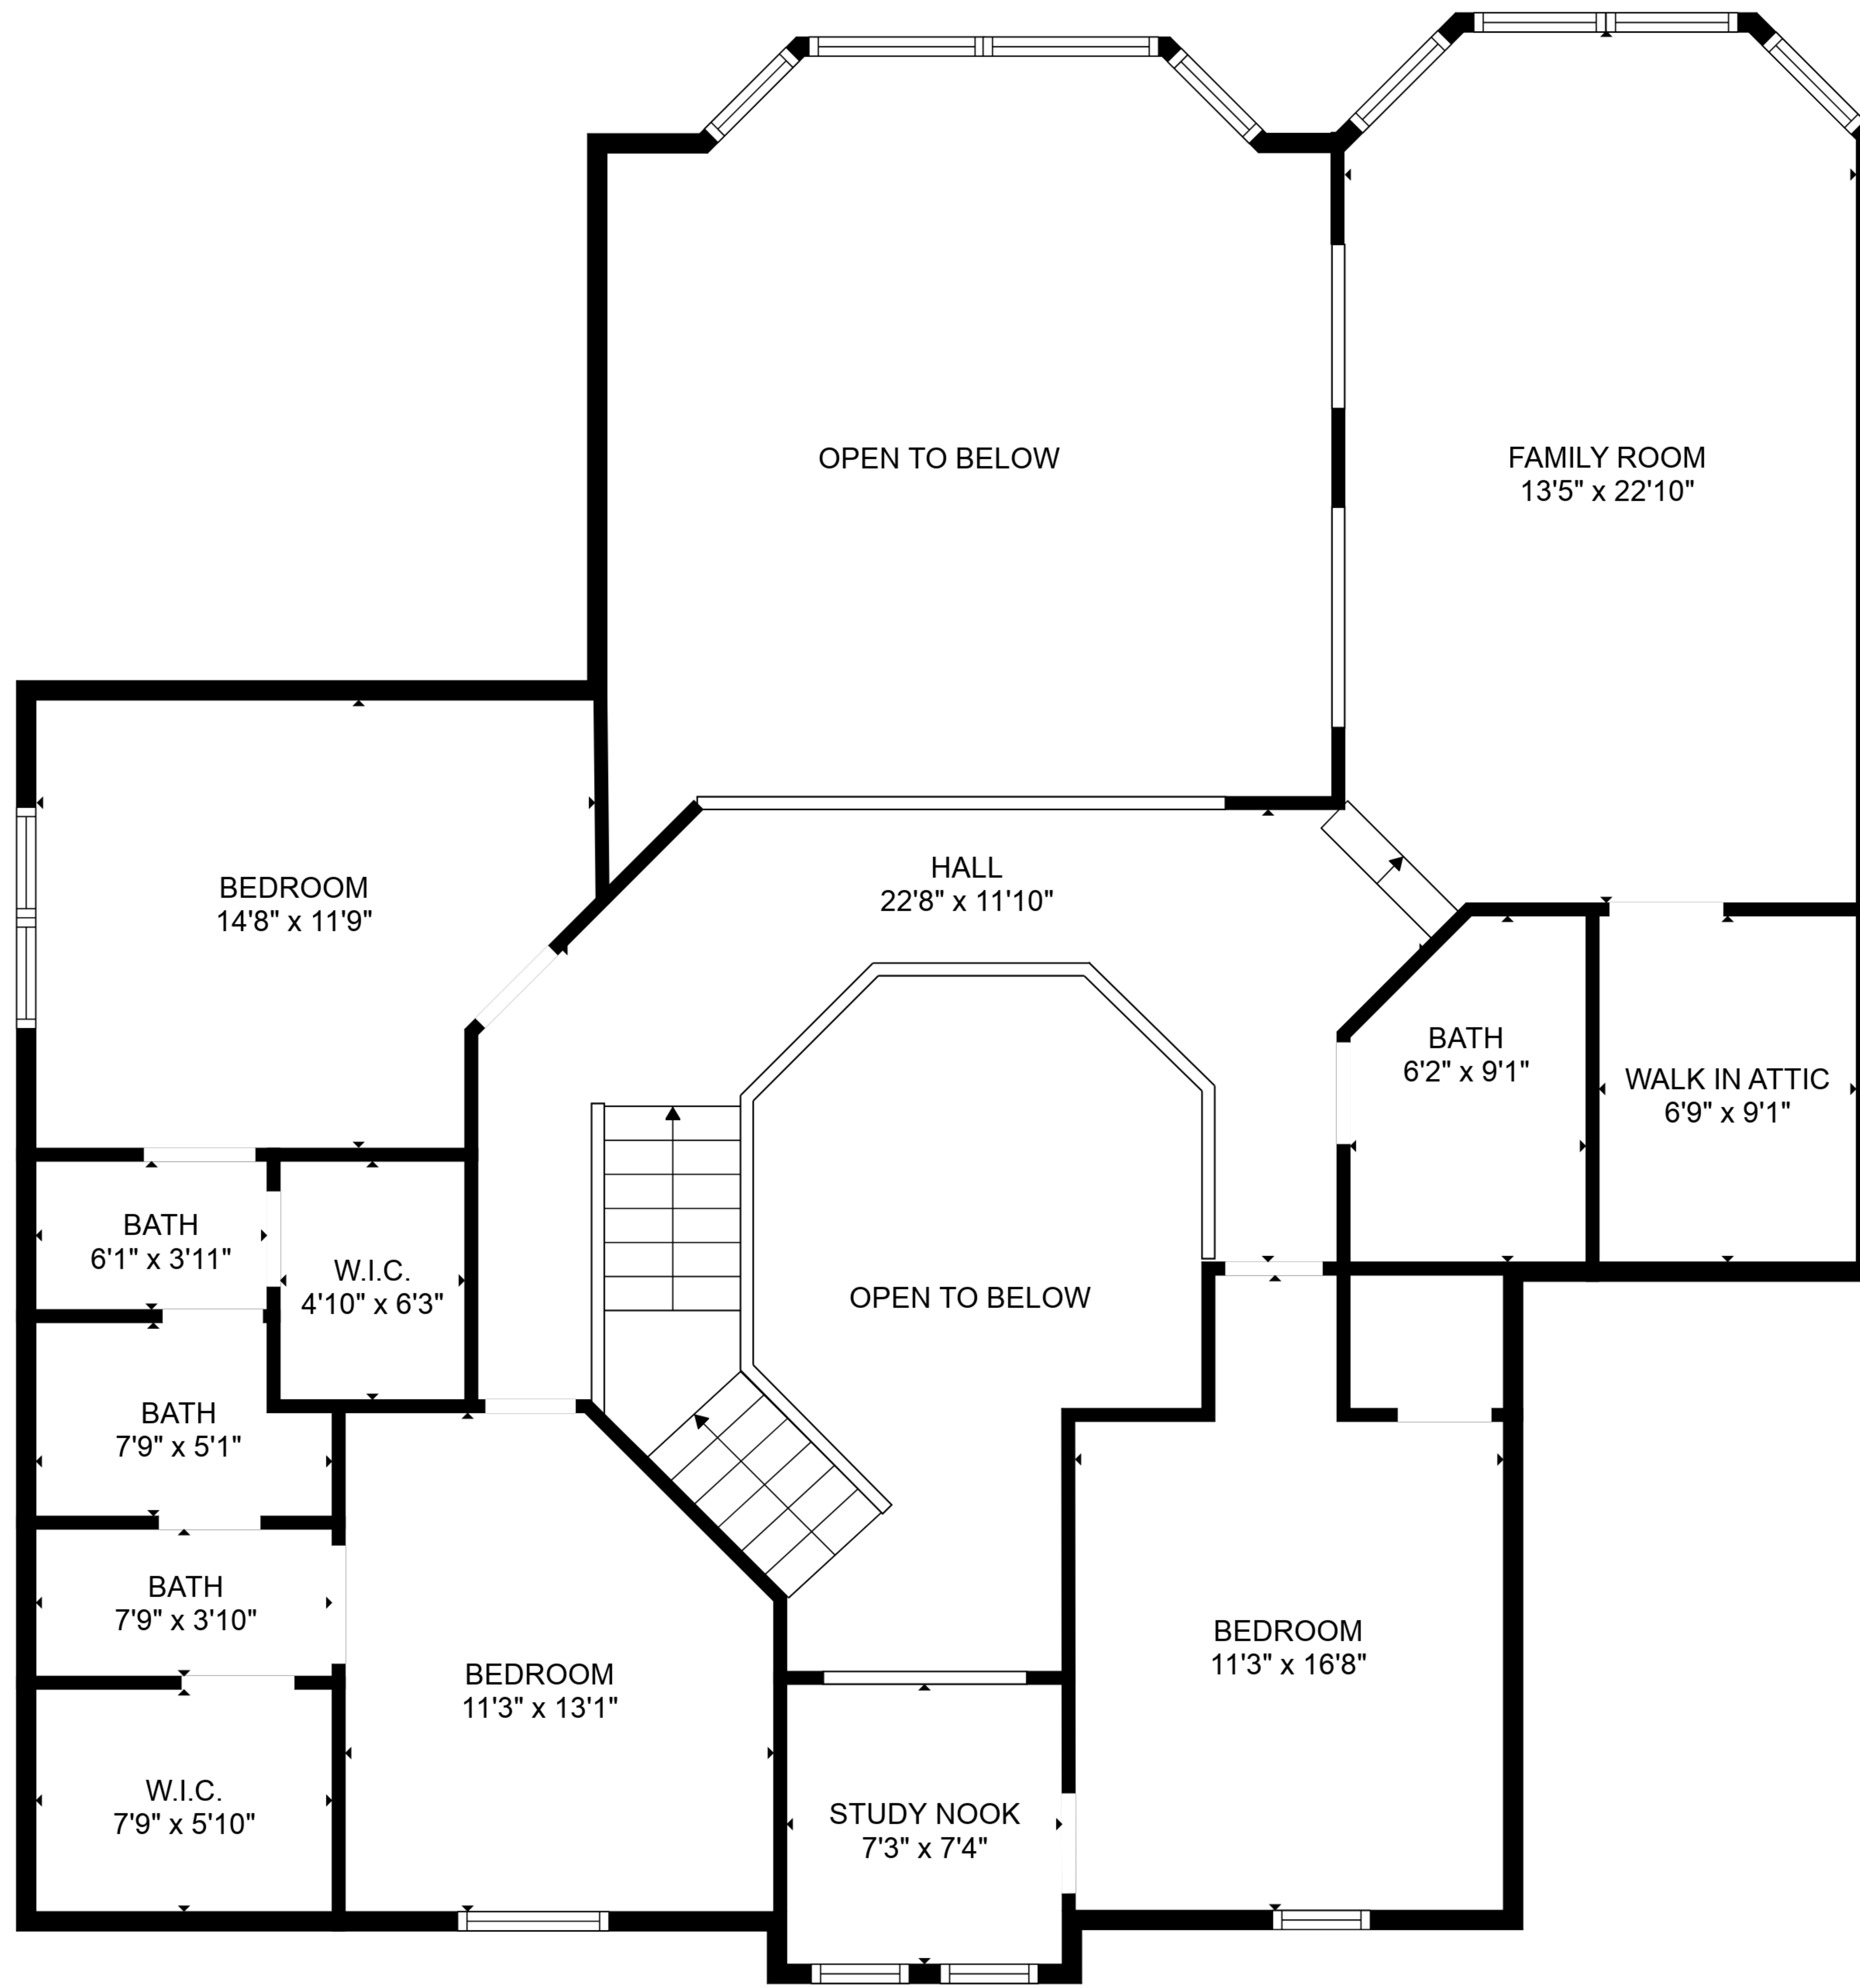 OPEN TO BELOW
FAMILY ROOM
13'5" x 22'10"
HALL
22'8" x 11'10"
BEDROOM
14'8" x 11'9"
BATH
6'2" x 9'1"
WALK IN ATTIC
6'9" x 9'1"
BATH
6'1" x 3'11"
W.I.C.
4'10" x 6'3"
OPEN TO BELOW
BATH
7'9" x 5'1"
BATH
7'9" x 3'10"
BEDROOM
11'3" x 13'1"
BEDROOM
11'3" x 16'8"
W.I.C.
7'9" x 5'10"
STUDY NOOK
7'3" x 7'4"